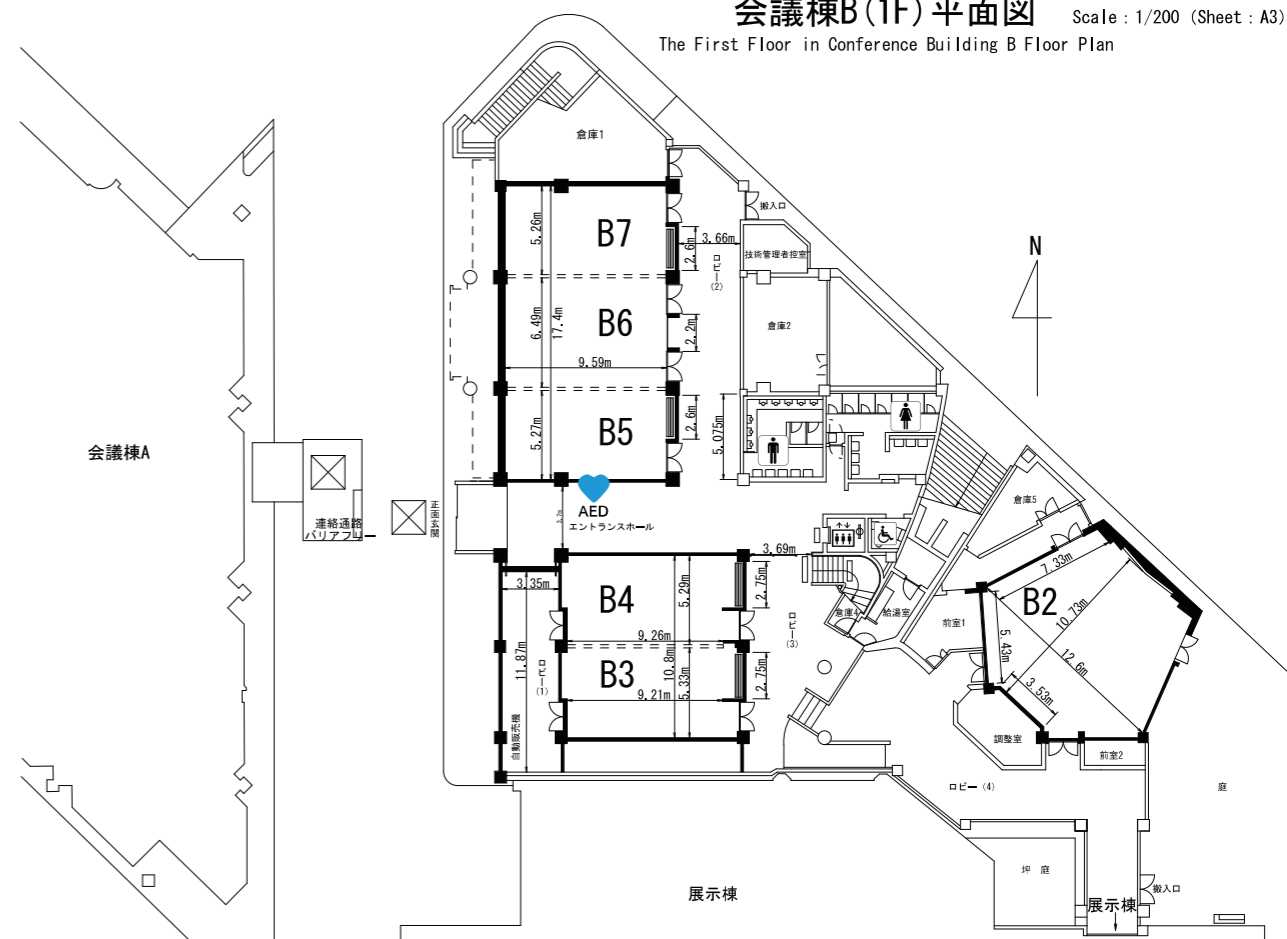 会議棟B(1F)平面図 Scale：1/200 (Sheet：A3)
The First Floor in Conference Building B Floor Plan
倉庫1
搬入口
B7
5.26m
2.6m
3.66m
ロビー(2)
技術管理者控室
N
B6
6.49m
17.4m
2.2m
9.59m
倉庫2
B5
5.27m
2.6m
5.075m
会議棟A
連絡通路
バリアフリー
正面玄関
AED
エントランスホール
3.7m
倉庫5
3.69m
3.35m
B4
5.29m
2.75m
9.26m
10.8m
11.87m
ロビー(1)
ロビー(3)
B3
5.33m
2.75m
9.21m
自動販売機
倉庫4
給湯室
前室1
B2
7.33m
10.73m
5.43m
12.6m
3.53m
調整室
前室2
ロビー(4)
庭
坪庭
搬入口
展示棟
展示棟